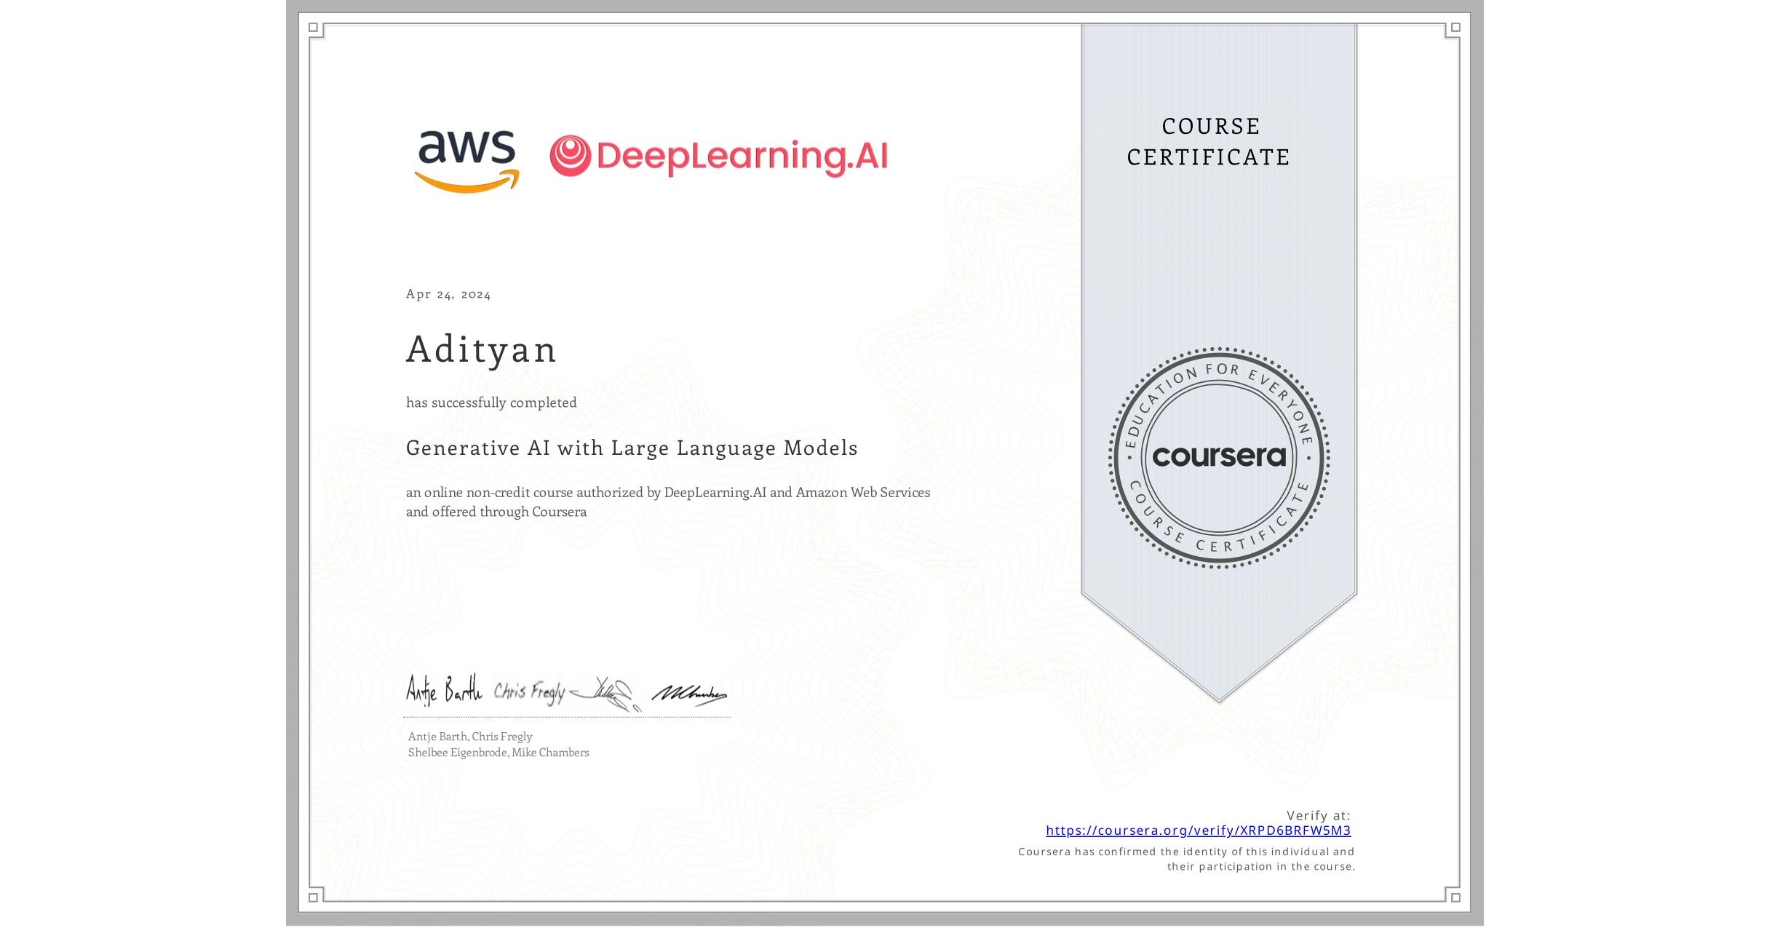 aws DeepLearning.AI
COURSE
CERTIFICATE
Apr 24, 2024
Adityan
has successfully completed
Generative AI with Large Language Models
an online non-credit course authorized by DeepLearning.AI and Amazon Web Services
and offered through Coursera
EDUCATION FOR EVERYONE
coursera
COURSE CERTIFICATE
Antje Barth Chris Fregly
Antje Barth, Chris Fregly
Shelbee Eigenbrode, Mike Chambers
Verify at:
https://coursera.org/verify/XRPD6BRFW5M3
Coursera has confirmed the identity of this individual and
their participation in the course.